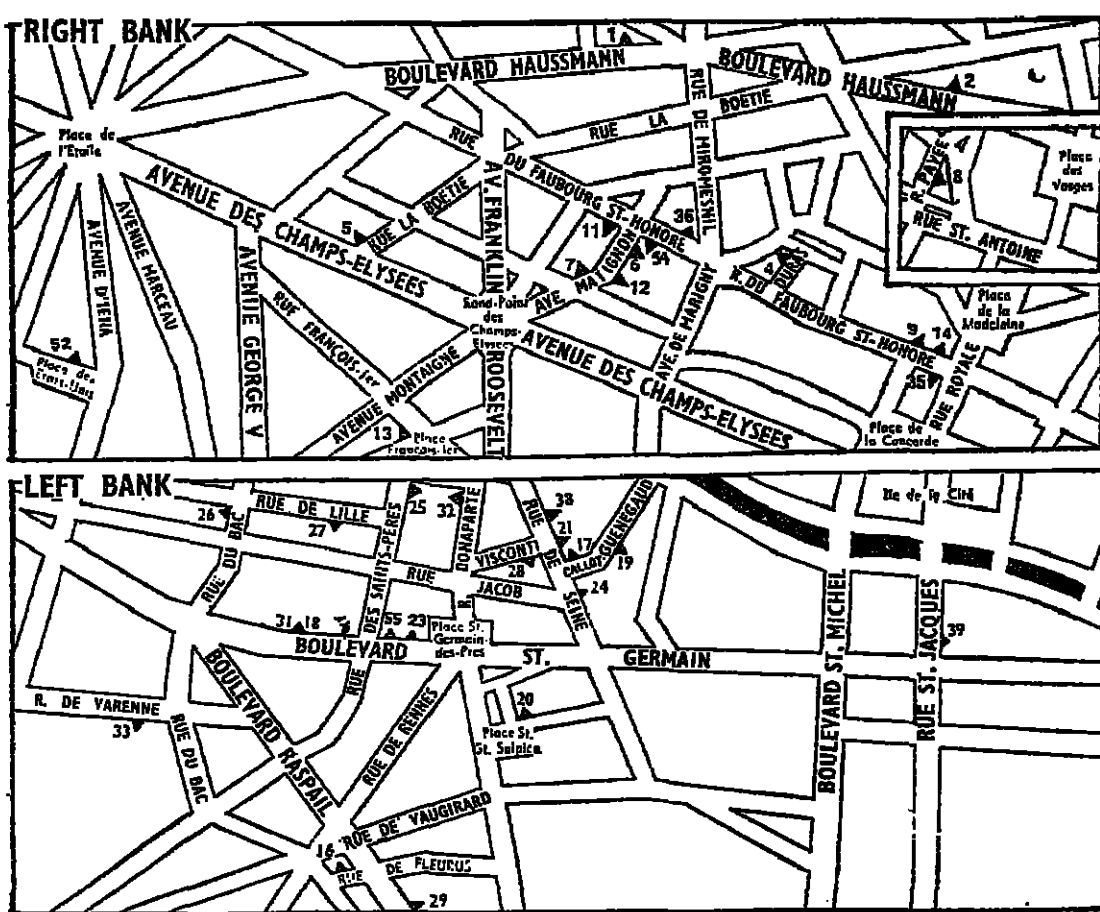 RIGHT BANK
1
BOULEVARD HAUSSMANN
BOULEVARD HAUSSMANN
2
RUE DE MIROMESNIL
RUE LA BOETIE
Place de
l'Etoile
RUE DU FAUBOURG ST-HONORE
4
R. PAYEE
8
Place
des
Vosges
RUE ST. ANTOINE
7
AVENUE DES CHAMPS-ELYSEES
AVENUE MARCEAU
AVENUE D'IENA
5
RUE LA BOETIE
AV. FRANKLIN
ROOSEVELT
11
36
7
AVE. MATIGNON
6
54
12
4
DURAS
R. DU FAUBOURG ST-HONORE
AVENUE GEORGE V
RUE FRANÇOIS-1er
Rond-Point
des
Champs-
Elysees
AVE. DE MARIGNY
Place
de la
Madeleine
9
14
52
Place des
Etats-Unis
AVENUE MONTAIGNE
AVENUE DES CHAMPS-ELYSEES
35
RUE ROYALE
13
Place
Francois-1er
Place de
la Concorde
LEFT BANK
26
RUE DU BAC
RUE DE LILLE
27
25
32
BONAPARTE
DES SAINTS-PERES
RUE
38
21
17
CALLOT
GUENEGAUD
19
Ile de la Cité
VISCONTI
28
RUE DE SEINE
24
RUE JACOB
R.
31
18
55
23
Place St.
Germain-
des-Pres
BOULEVARD ST. GERMAIN
BOULEVARD ST. MICHEL
RUE ST. JACQUES
39
R. DE VARENNE
33
RUE DU BAC
BOULEVARD RASPAIL
RUE DE RENNES
20
Place St.
St. Sulpice
RUE DE VAUGIRARD
16
RUE DE FLEURUS
29